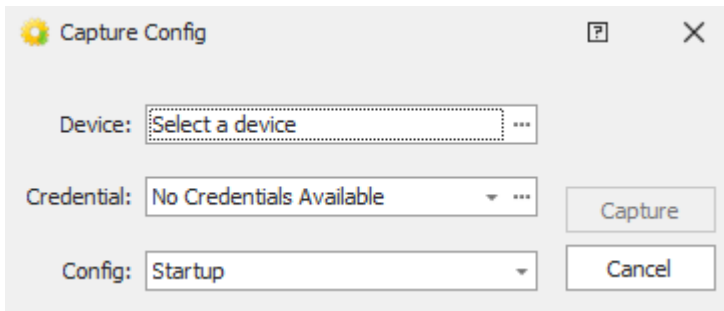 Capture Config
Device: Select a device
Credential: No Credentials Available
Capture
Config: Startup
Cancel